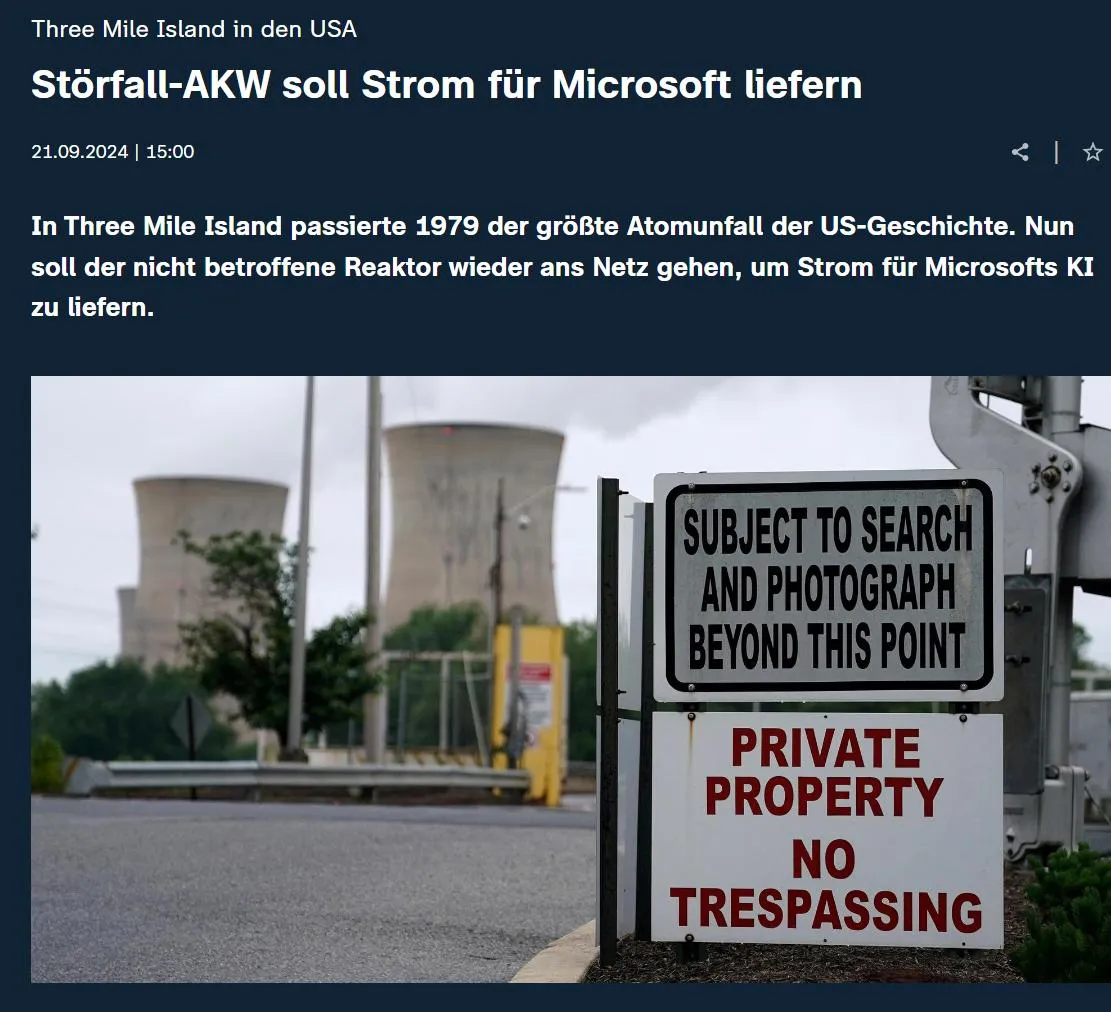 Three Mile Island in den USA
Störfall-AKW soll Strom für Microsoft liefern
21.09.2024 | 15:00
In Three Mile Island passierte 1979 der größte Atomunfall der US-Geschichte. Nun
soll der nicht betroffene Reaktor wieder ans Netz gehen, um Strom für Microsofts KI
zu liefern.
SUBJECT TO SEARCH
AND PHOTOGRAPH
BEYOND THIS POINT
PRIVATE
PROPERTY
NO
TRESPASSING